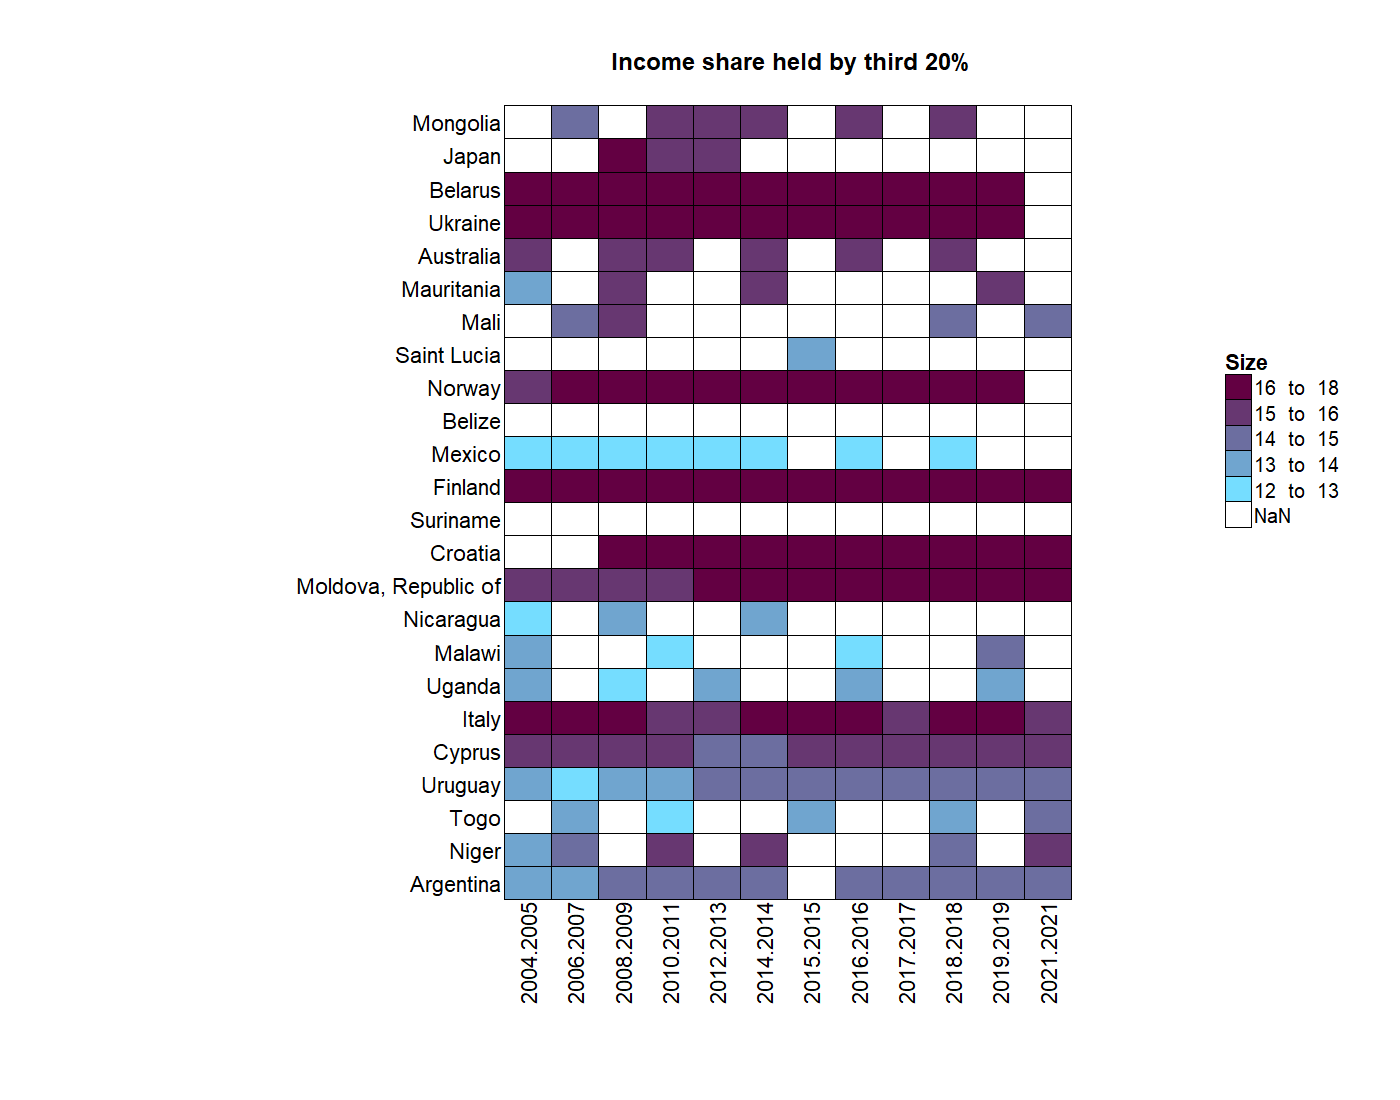 Income share held by third 20%
Mongolia
Japan
Belarus
Ukraine
Australia
Mauritania
Mali
Saint Lucia
Norway
Belize
Mexico
Finland
Suriname
Croatia
Moldova, Republic of
Nicaragua
Malawi
Uganda
Italy
Cyprus
Uruguay
Togo
Niger
Argentina
2004.2005
2006.2007
2008.2009
2010.2011
2012.2013
2014.2014
2015.2015
2016.2016
2017.2017
2018.2018
2019.2019
2021.2021
Size
16 to 18
15 to 16
14 to 15
13 to 14
12 to 13
NaN